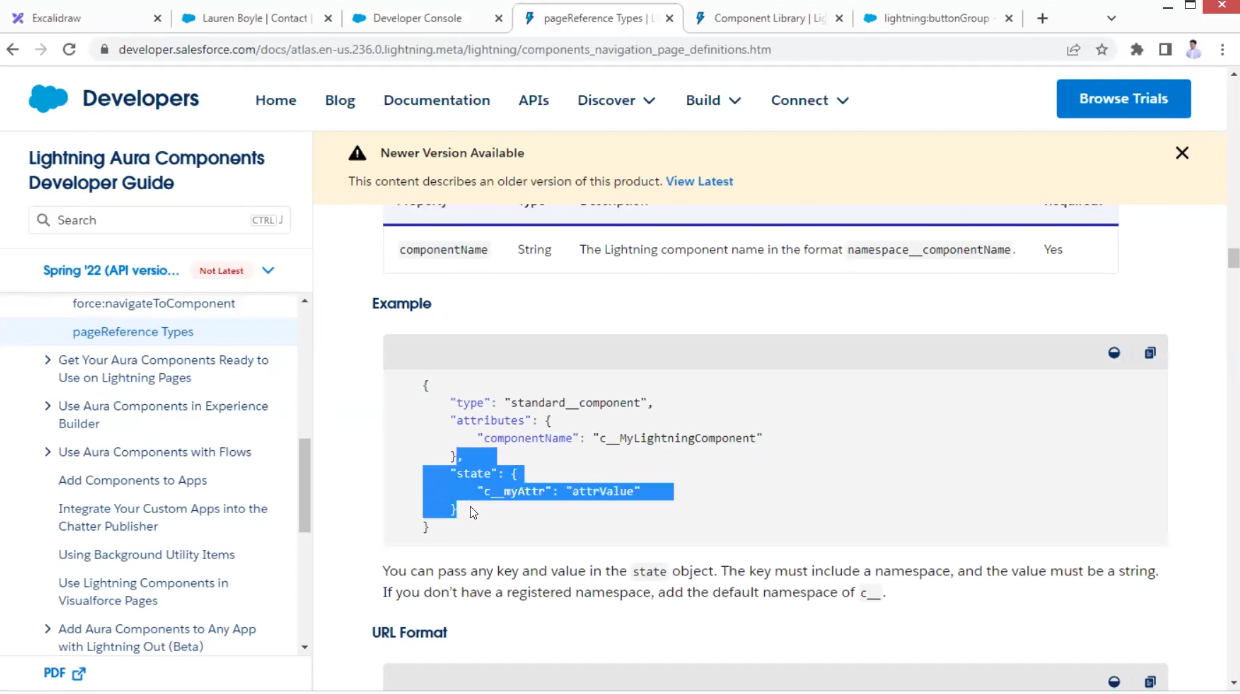 Excalidraw
Lauren Boyle | Contact |
Developer Console
pageReference Types | L
Component Library | Lig
lightning:buttonGroup
developer.salesforce.com/docs/atlas.en-us.236.0.lightning.meta/lightning/components_navigation_page_definitions.htm
Developers
Home
Blog
Documentation
APIs
Discover
Build
Connect
Browse Trials
Lightning Aura Components
Developer Guide
Search
CTRL J
Spring '22 (API versio...
Not Latest
force:navigateToComponent
pageReference Types
Get Your Aura Components Ready to
Use on Lightning Pages
Use Aura Components in Experience
Builder
Use Aura Components with Flows
Add Components to Apps
Integrate Your Custom Apps into the
Chatter Publisher
Using Background Utility Items
Use Lightning Components in
Visualforce Pages
Add Aura Components to Any App
with Lightning Out (Beta)
PDF
Newer Version Available
This content describes an older version of this product. View Latest
componentName String The Lightning component name in the format namespace__componentName. Yes
Example
{
"type": "standard__component",
"attributes": {
"componentName": "c__MyLightningComponent"
},
"state": {
"c__myAttr": "attrValue"
}
}
You can pass any key and value in the state object. The key must include a namespace, and the value must be a string.
If you don't have a registered namespace, add the default namespace of c__.
URL Format